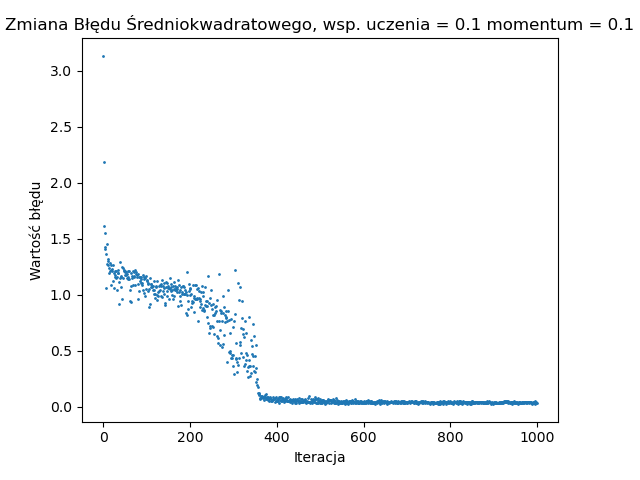 Zmiana Błędu Średniokwadratowego, wsp. uczenia = 0.1 momentum = 0.1
3.0
2.5
2.0
1.5
1.0
0.5
0.0
Wartość błędu
0 200 400 600 800 1000
Iteracja